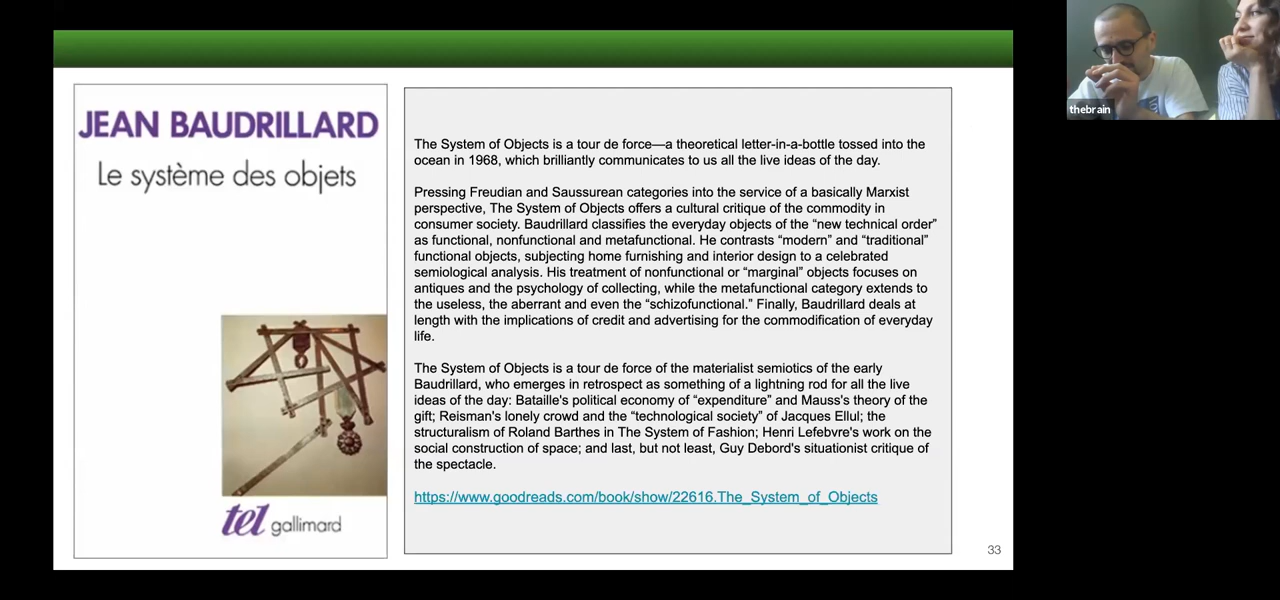 JEAN BAUDRILLARD
Le système des objets
tel gallimard
The System of Objects is a tour de force—a theoretical letter-in-a-bottle tossed into the
ocean in 1968, which brilliantly communicates to us all the live ideas of the day.
Pressing Freudian and Saussurean categories into the service of a basically Marxist
perspective, The System of Objects offers a cultural critique of the commodity in
consumer society. Baudrillard classifies the everyday objects of the “new technical order”
as functional, nonfunctional and metafunctional. He contrasts “modern” and “traditional”
functional objects, subjecting home furnishing and interior design to a celebrated
semiological analysis. His treatment of nonfunctional or “marginal” objects focuses on
antiques and the psychology of collecting, while the metafunctional category extends to
the useless, the aberrant and even the “schizofunctional.” Finally, Baudrillard deals at
length with the implications of credit and advertising for the commodification of everyday
life.
The System of Objects is a tour de force of the materialist semiotics of the early
Baudrillard, who emerges in retrospect as something of a lightning rod for all the live
ideas of the day: Bataille's political economy of “expenditure” and Mauss's theory of the
gift; Reisman's lonely crowd and the “technological society” of Jacques Ellul; the
structuralism of Roland Barthes in The System of Fashion; Henri Lefebvre's work on the
social construction of space; and last, but not least, Guy Debord's situationist critique of
the spectacle.
https://www.goodreads.com/book/show/22616.The_System_of_Objects
33
thebrain